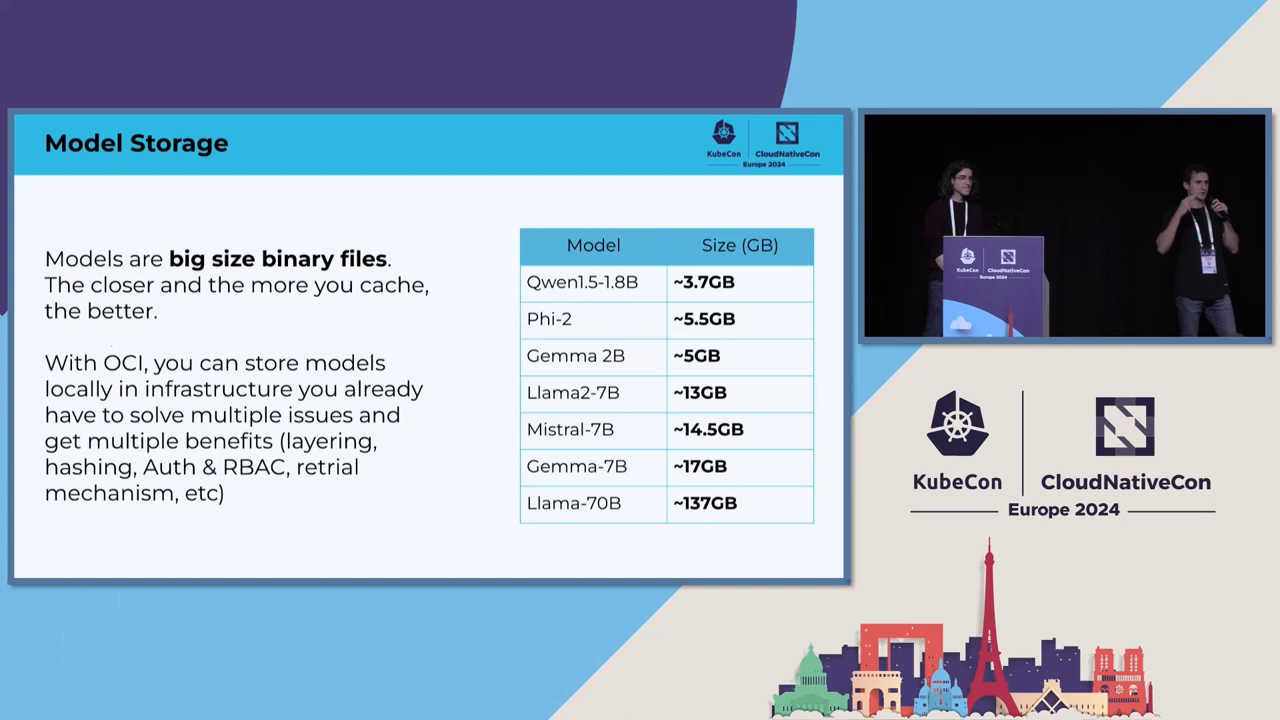 Model Storage
KubeCon
CloudNativeCon
Europe 2024
Models are big size binary files.
The closer and the more you cache,
the better.
With OCI, you can store models
locally in infrastructure you already
have to solve multiple issues and
get multiple benefits (layering,
hashing, Auth & RBAC, retrial
mechanism, etc)
Model Size (GB)
Qwen1.5-1.8B ~3.7GB
Phi-2 ~5.5GB
Gemma 2B ~5GB
Llama2-7B ~13GB
Mistral-7B ~14.5GB
Gemma-7B ~17GB
Llama-70B ~137GB
KubeCon
CloudNativeCon
Europe 2024
KubeCon
CloudNativeCon
Europe 2024